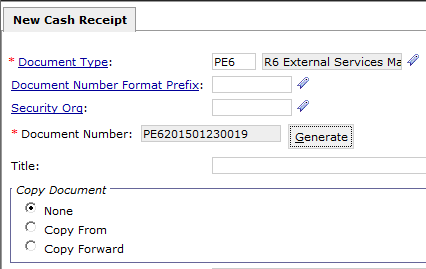 New Cash Receipt
* Document Type: PE6 R6 External Services Ma
Document Number Format Prefix:
Security Org:
* Document Number: PE6201501230019 Generate
Title:
Copy Document
None
Copy From
Copy Forward